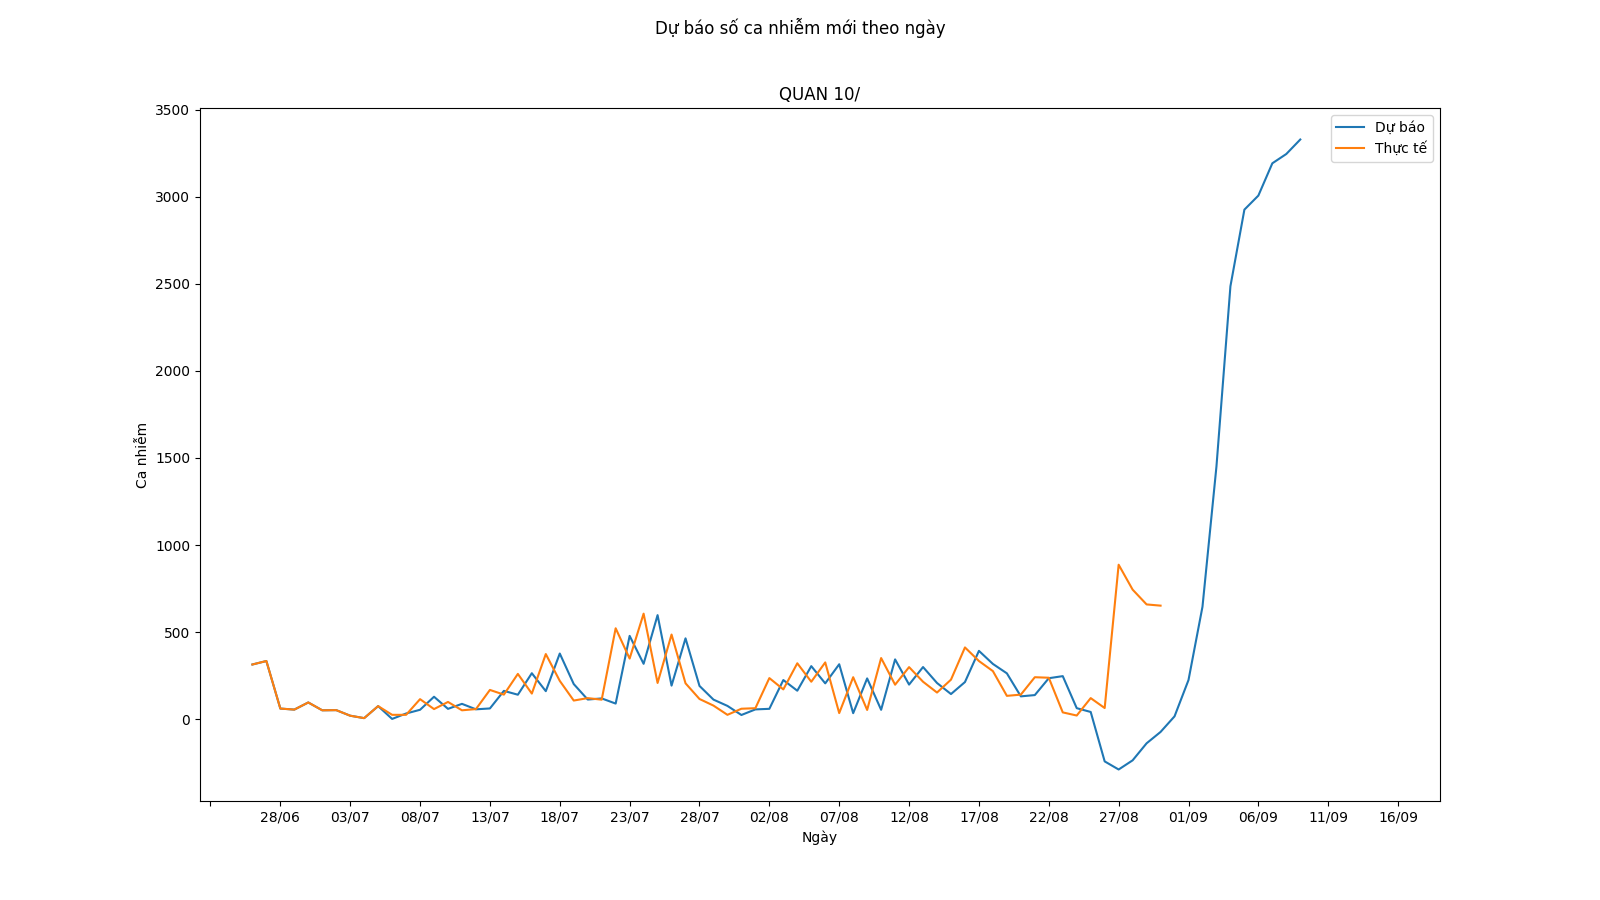 Dự báo số ca nhiễm mới theo ngày
QUAN 10/
3500
3000
2500
2000
1500
1000
500
0
Ca nhiễm
Dự báo
Thực tế
28/06 03/07 08/07 13/07 18/07 23/07 28/07 02/08 07/08 12/08 17/08 22/08 27/08 01/09 06/09 11/09 16/09
Ngày